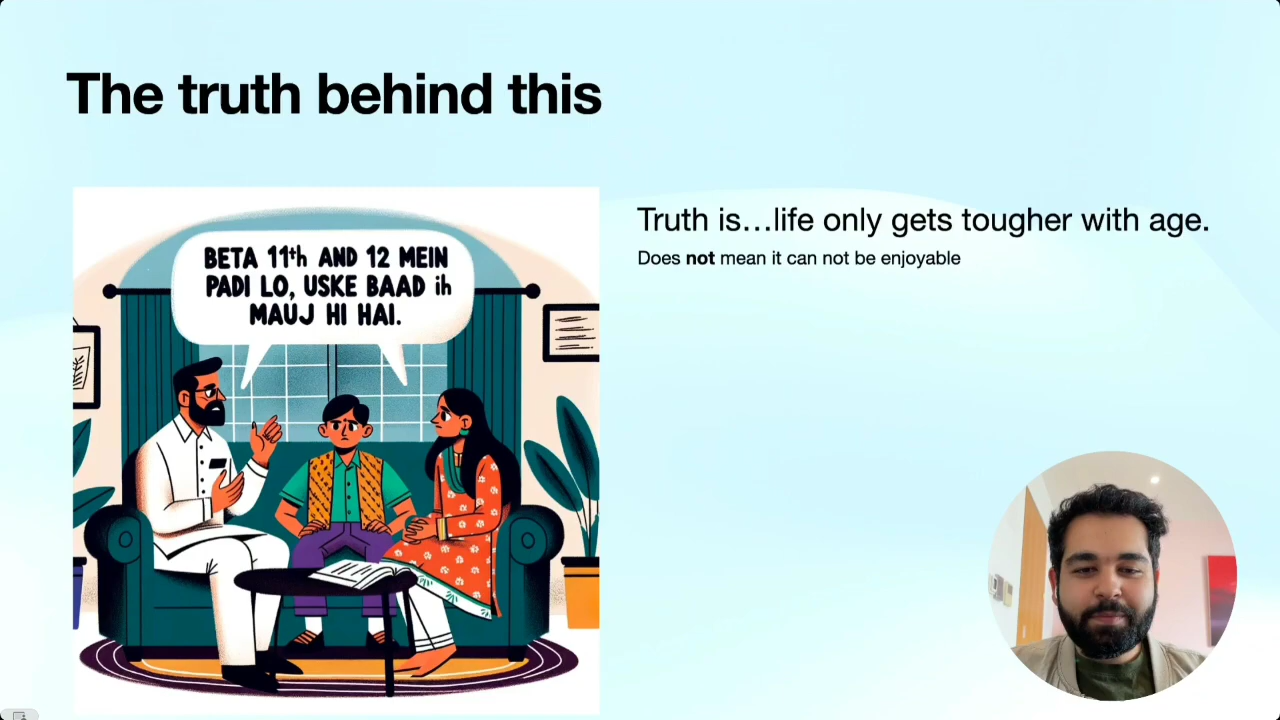 The truth behind this
BETA 11th AND 12 MEIN
PADI LO, USKE BAAD ih
MAUJ HI HAI.
Truth is...life only gets tougher with age.
Does not mean it can not be enjoyable